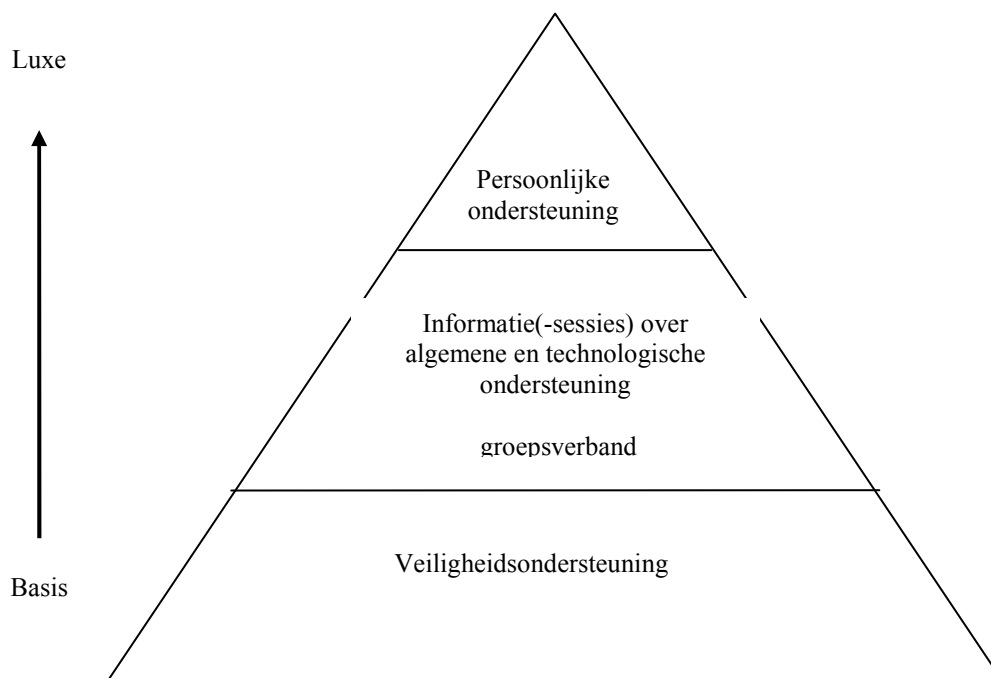 Luxe
Persoonlijke
ondersteuning
Informatie(-sessies) over
algemene en technologische
ondersteuning
groepsverband
Veiligheidsondersteuning
Basis